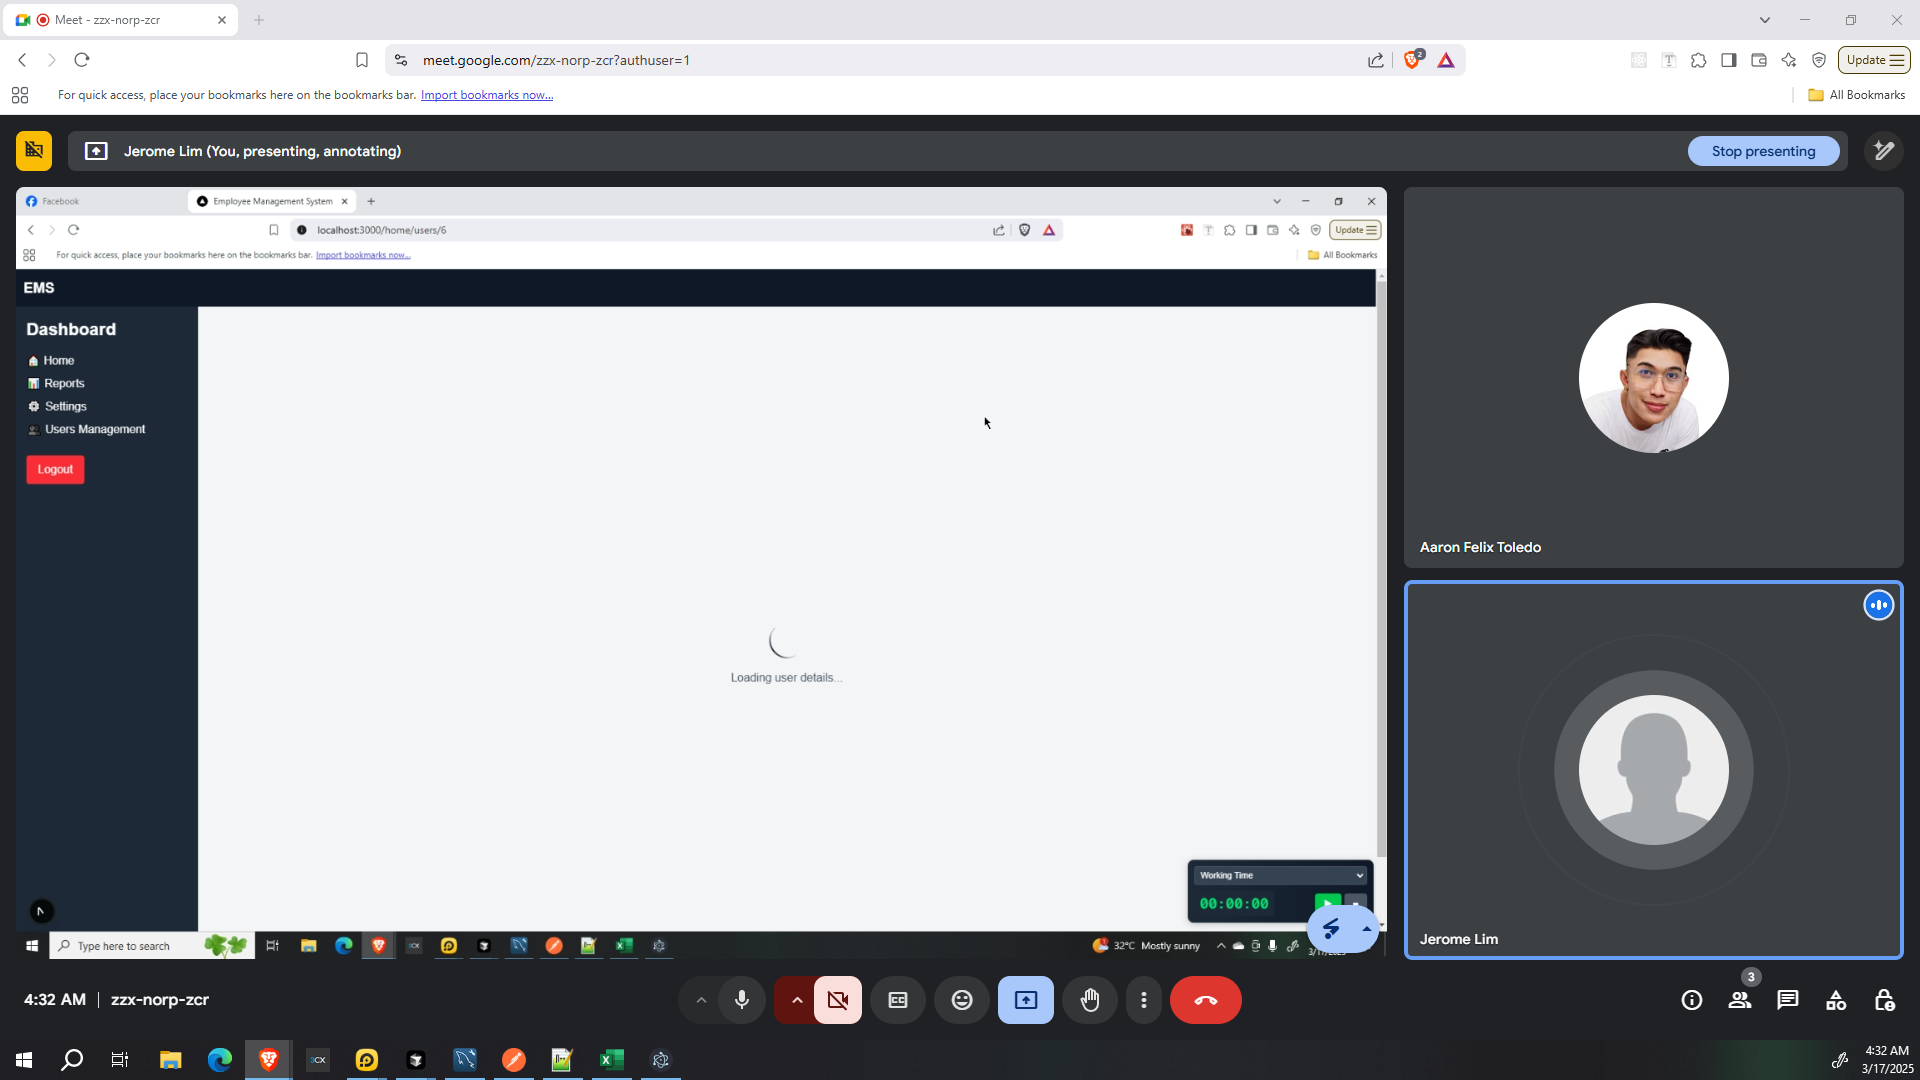 Meet - zzx-norp-zcr
meet.google.com/zzx-norp-zcr?authuser=1
2
Update
For quick access, place your bookmarks here on the bookmarks bar. Import bookmarks now...
All Bookmarks
Jerome Lim (You, presenting, annotating)
Stop presenting
Facebook
Employee Management System
localhost:3000/home/users/6
Update
For quick access, place your bookmarks here on the bookmarks bar. Import bookmarks now...
All Bookmarks
EMS
Dashboard
Home
Reports
Settings
Users Management
Logout
Loading user details...
Working Time
00:00:00
Type here to search
32°C Mostly sunny
Aaron Felix Toledo
Jerome Lim
4:32 AM | zzx-norp-zcr
CC
3
4:32 AM
3/17/2025